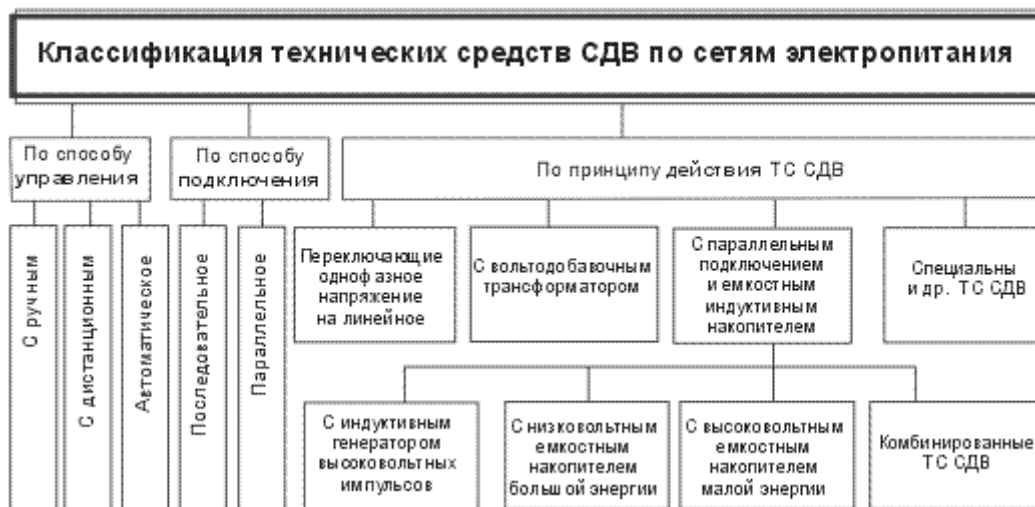 Классификация технических средств СДВ по сетям электропитания
По способу
управления
По способу
подключения
По принципу действия ТС СДВ
С ручным
С дистанционным
Автоматическое
Последовательное
Параллельное
Переключающие
однофазное
напряжение
на линейное
С вольтодобавочным
трансформатором
С параллельным
подключением
и емкостным
индуктивным
накопителем
Специальны
и др. ТС СДВ
С индуктивным
генератором
высоковольтных
импульсов
С низковольтным
емкостным
накопителем
большой энергии
С высоковольтным
емкостным
накопителем
малой энергии
Комбинированные
ТС СДВ